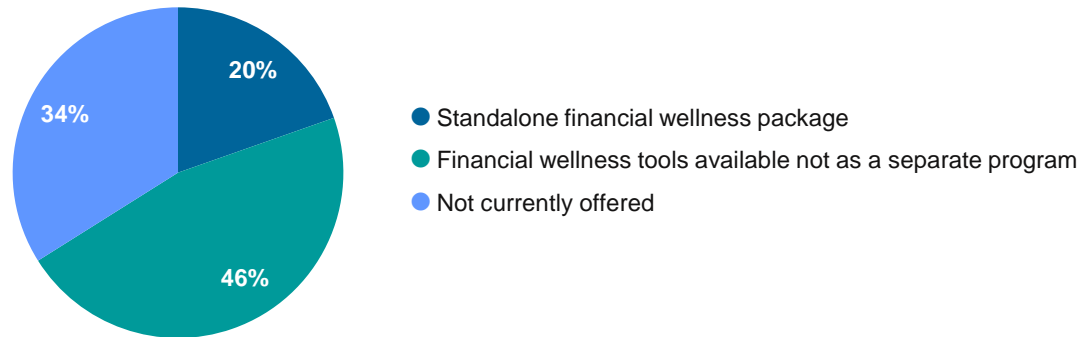 20%
34%
46%
Standalone financial wellness package
Financial wellness tools available not as a separate program
Not currently offered